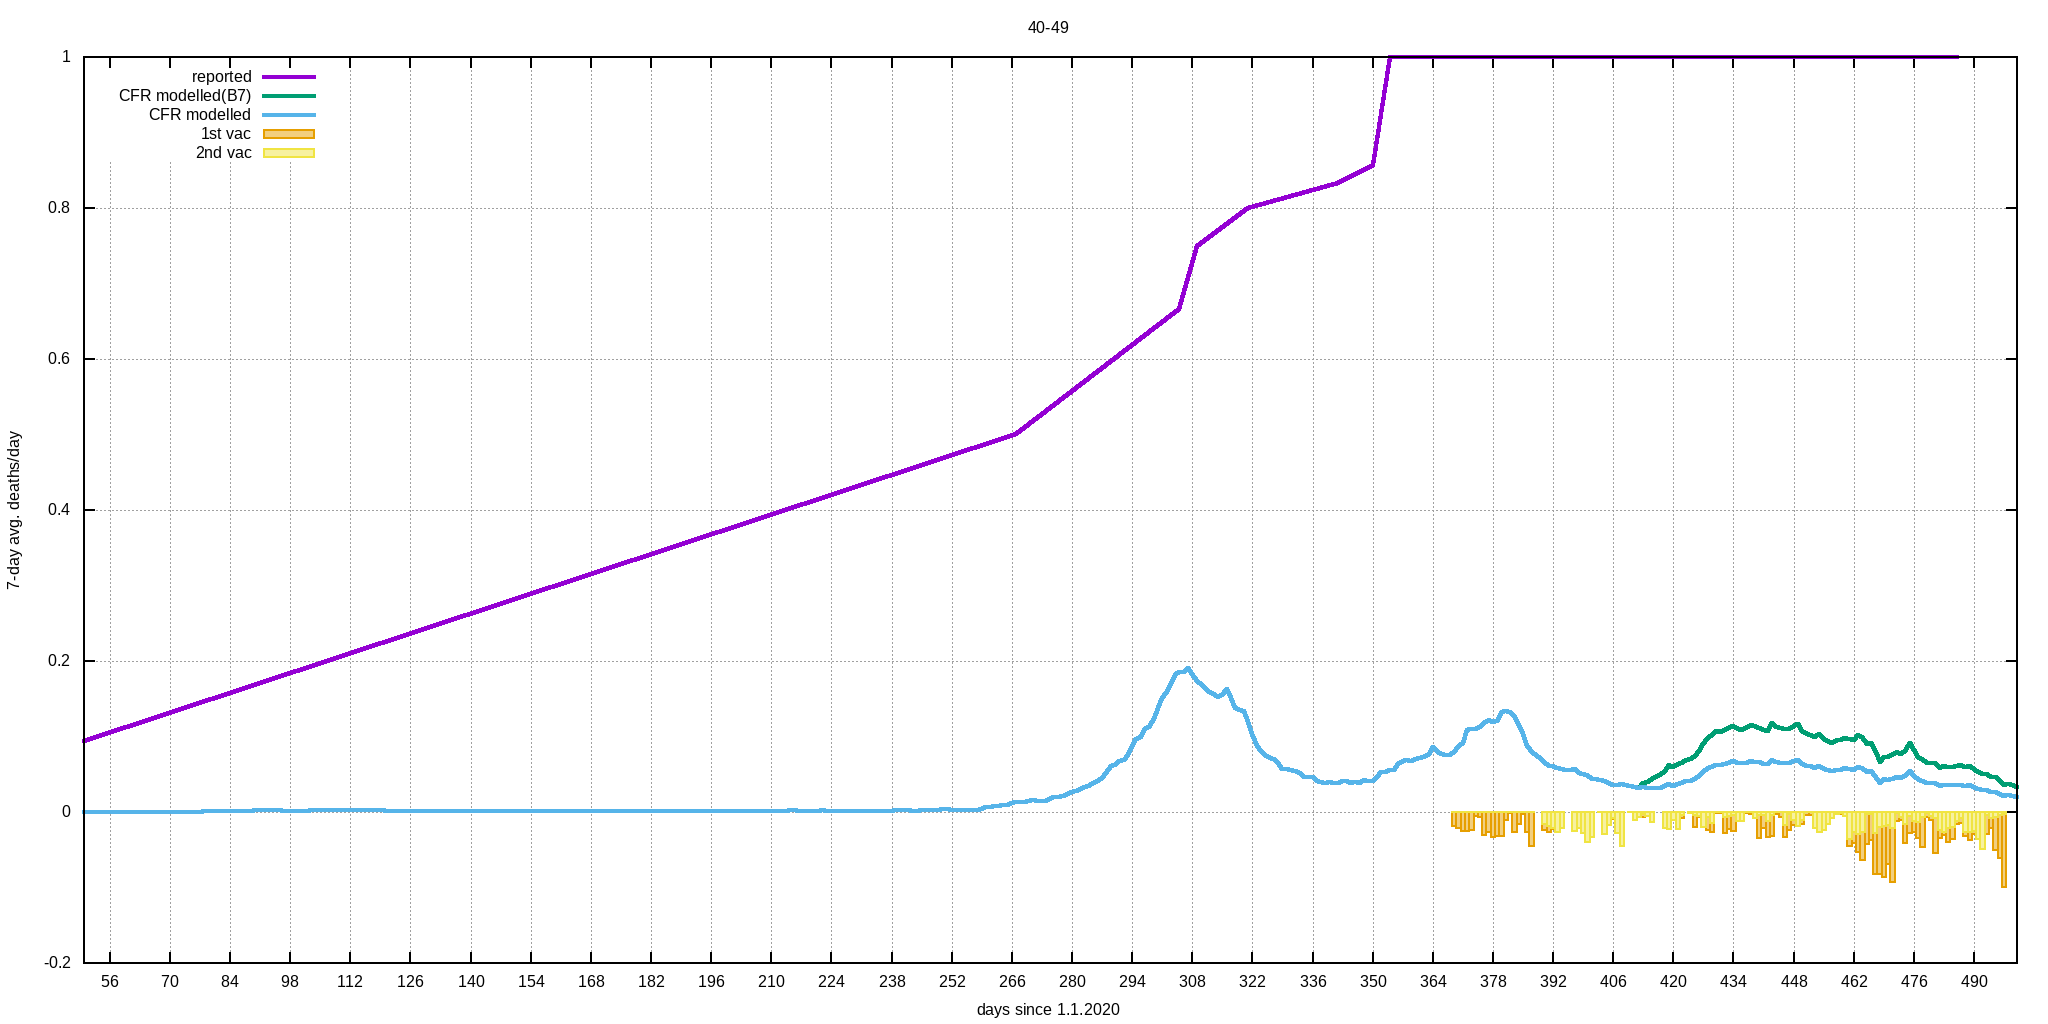 40-49
1
reported
CFR modelled(B7)
CFR modelled
1st vac
2nd vac
0.8
0.6
0.4
0.2
0
-0.2
7-day avg. deaths/day
56 70 84 98 112 126 140 154 168 182 196 210 224 238 252 266 280 294 308 322 336 350 364 378 392 406 420 434 448 462 476 490
days since 1.1.2020